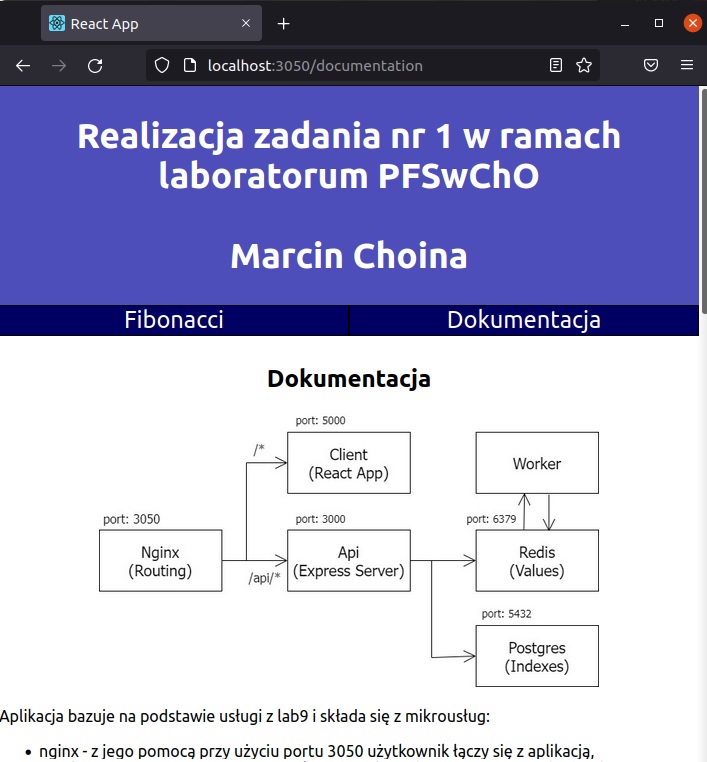 React App
localhost:3050/documentation
Realizacja zadania nr 1 w ramach
laboratorum PFSwChO
Marcin Choina
Fibonacci
Dokumentacja
Dokumentacja
port: 5000
/*
Client
(React App)
Worker
port: 3050
port: 3000
port: 6379
Nginx
(Routing)
/api/*
Api
(Express Server)
Redis
(Values)
port: 5432
Postgres
(Indexes)
Aplikacja bazuje na podstawie usługi z lab9 i składa się z mikrousług:
• nginx - z jego pomocą przy użyciu portu 3050 użytkownik łączy się z aplikacją,